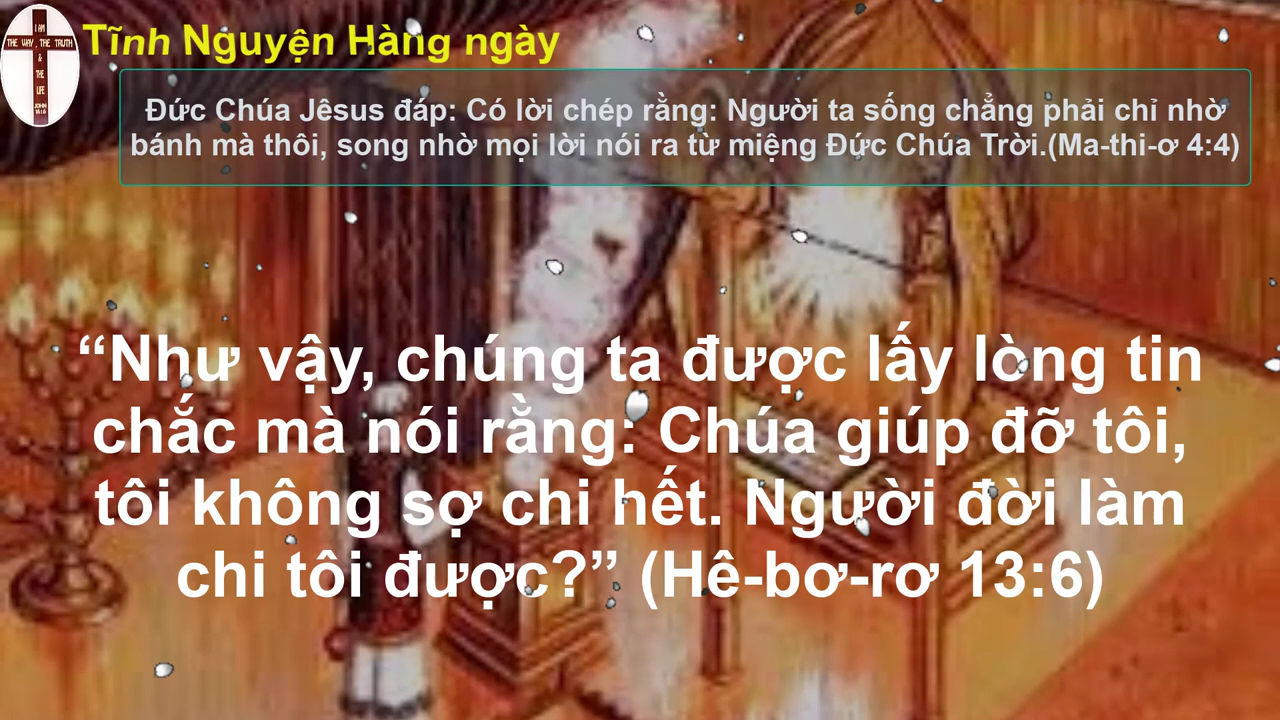 I AM
THE WAY, THE TRUTH
&
THE
LIFE
JOHN
14:6
Tĩnh Nguyện Hàng ngày
Đức Chúa Jêsus đáp: Có lời chép rằng: Người ta sống chẳng phải chỉ nhờ
bánh mà thôi, song nhờ mọi lời nói ra từ miệng Đức Chúa Trời.(Ma-thi-ơ 4:4)
“Như vậy, chúng ta được lấy lòng tin
chắc mà nói rằng: Chúa giúp đỡ tôi,
tôi không sợ chi hết. Người đời làm
chi tôi được?” (Hê-bơ-rơ 13:6)